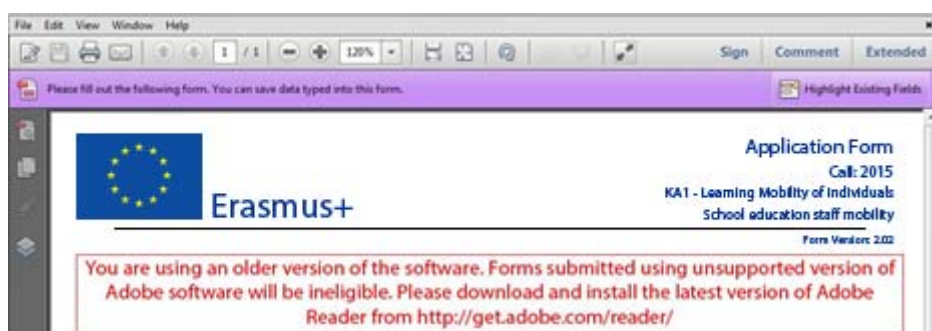 File Edit View Window Help
1 / 1 120% Sign Comment Extended
Please fill out the following form. You can save data typed into this form. Highlight Existing Fields
Application Form
Call: 2015
KA1 - Learning Mobility of Individuals
Erasmus+
School education staff mobility
Form Version: 2.02
You are using an older version of the software. Forms submitted using unsupported version of
Adobe software will be ineligible. Please download and install the latest version of Adobe
Reader from http://get.adobe.com/reader/